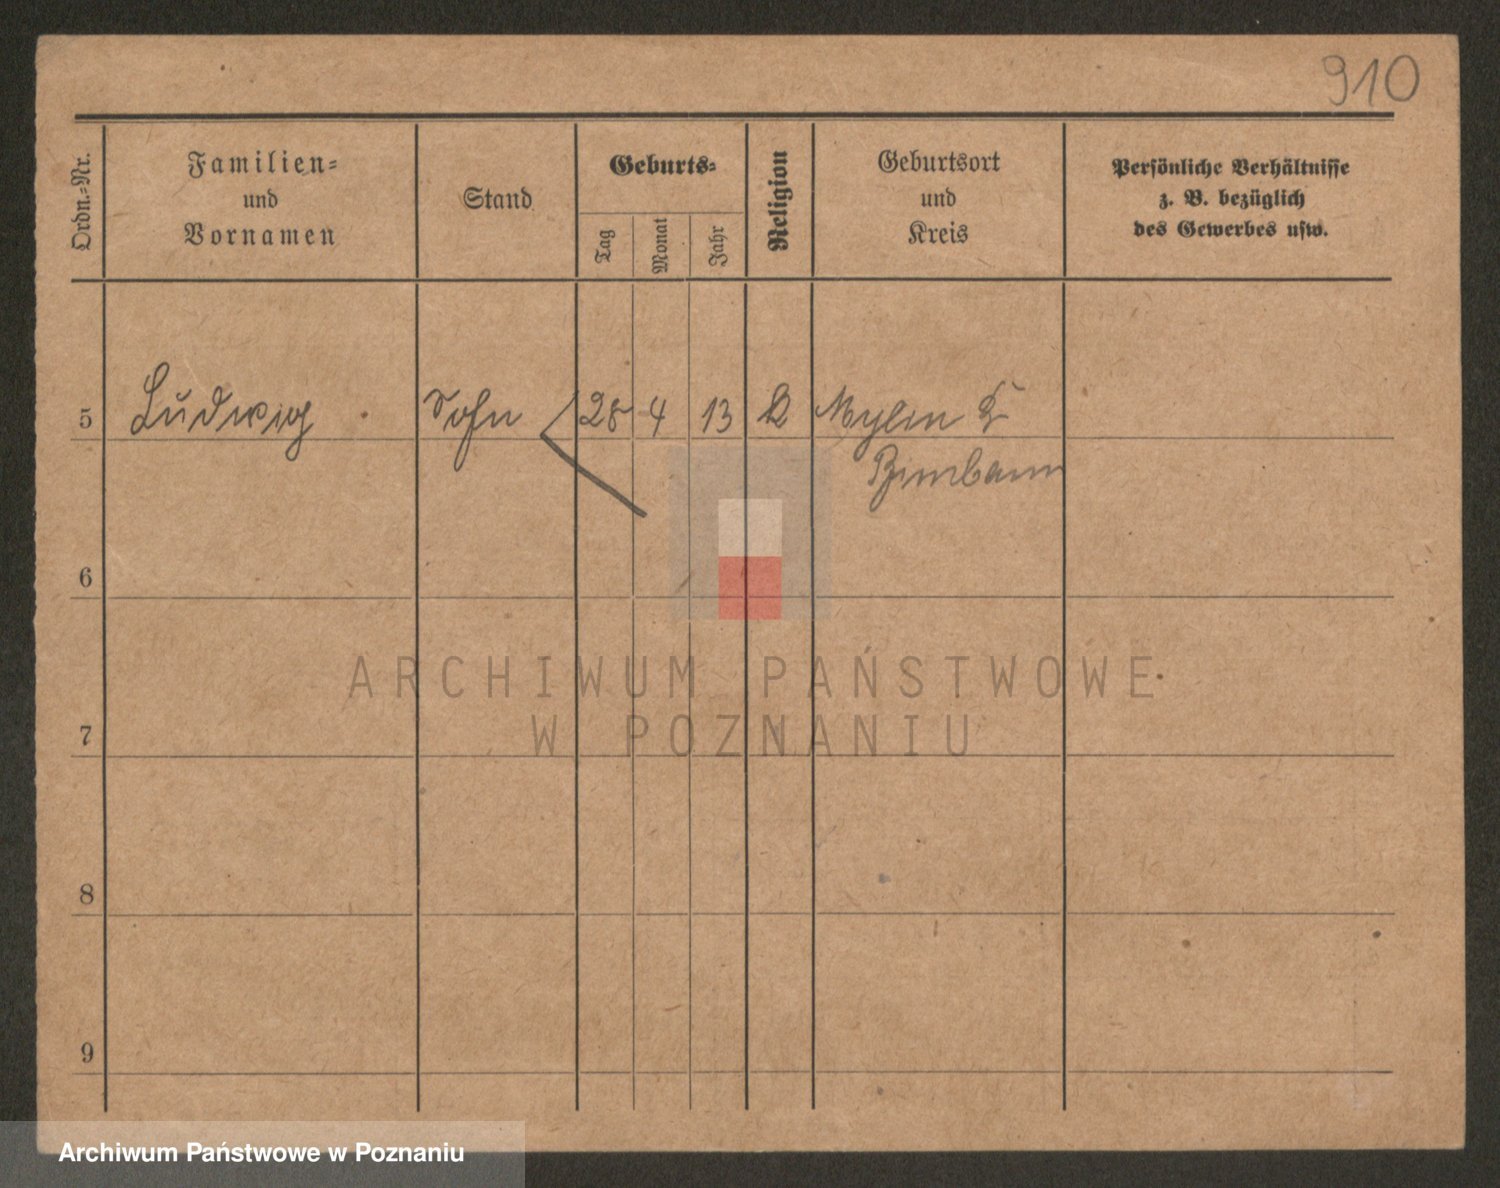 910
Ordn.-Nr.
Familien-
und
Vornamen
Stand
Geburts-
Tag
Monat
Jahr
Religion
Geburtsort
und
Kreis
Persönliche Verhältnisse
z. B. bezüglich
des Gewerbes usw.
5 Ludwig Sohn 28 4 13
6
7
8
9
ARCHIWUM PAŃSTWOWE
W POZNANIU
Archiwum Państwowe w Poznaniu